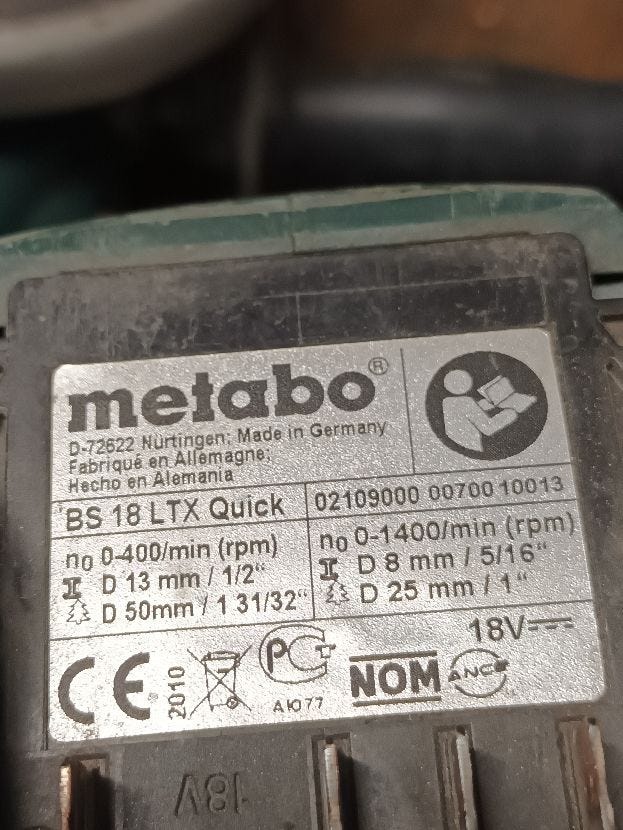 metabo®
D-72622 Nürtingen; Made in Germany
Fabriqué en Allemagne;
Hecho en Alemania
BS 18 LTX Quick
02109000 00700 10013
n₀ 0-400/min (rpm)
D 13 mm / 1/2“
D 50mm / 1 31/32“
n₀ 0-1400/min (rpm)
D 8 mm / 5/16“
D 25 mm / 1“
18V
CE
2010
РСТ
АЮ77
NOM
ANCE
18V